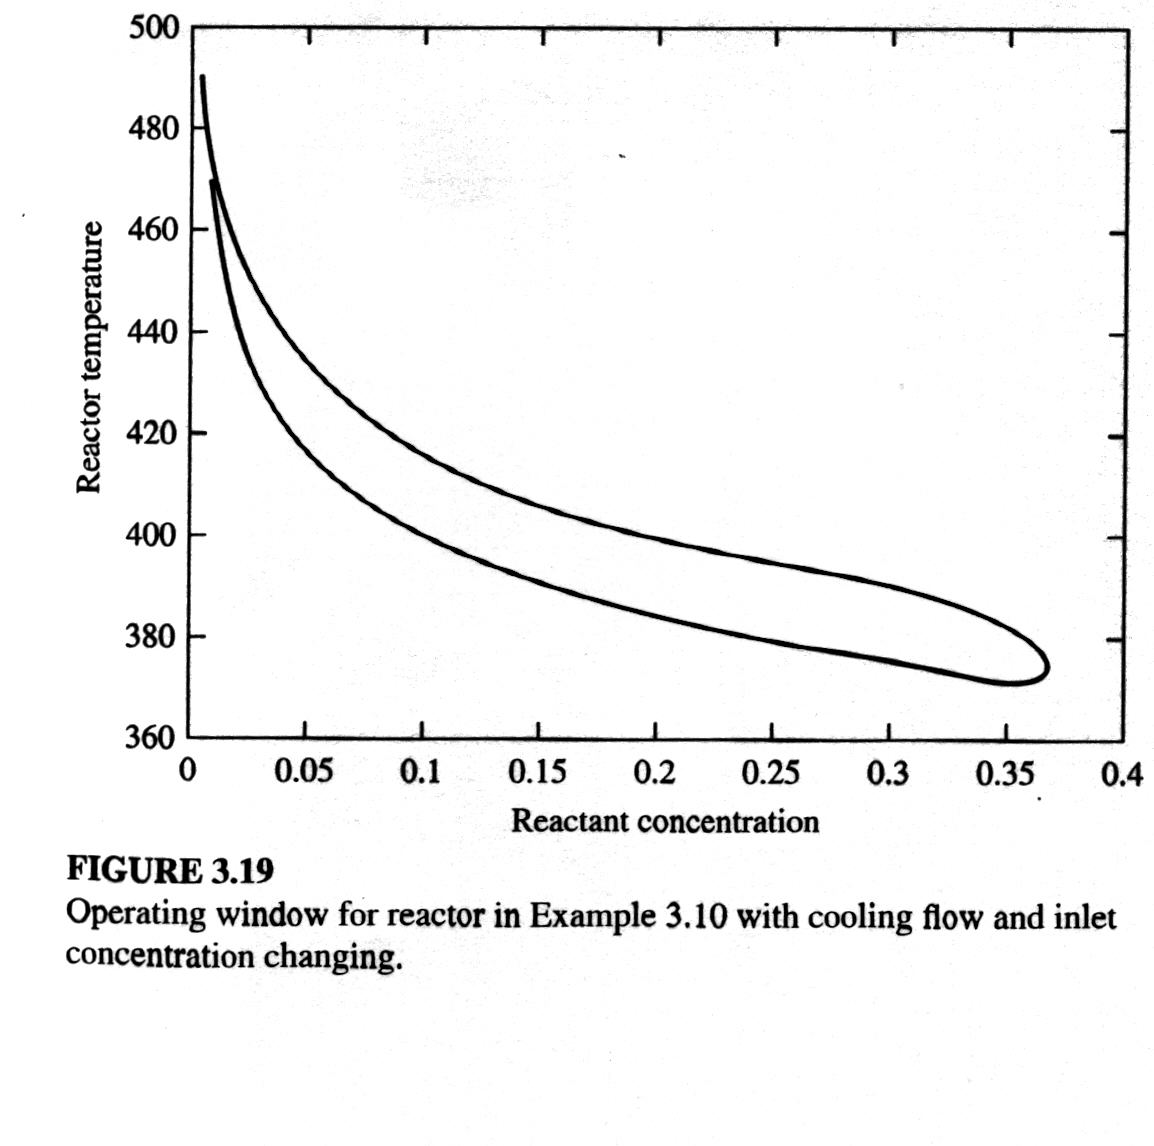 500
480
460
440
420
400
380
360
Reactor temperature
0 0.05 0.1 0.15 0.2 0.25 0.3 0.35 0.4
Reactant concentration
FIGURE 3.19
Operating window for reactor in Example 3.10 with cooling flow and inlet
concentration changing.